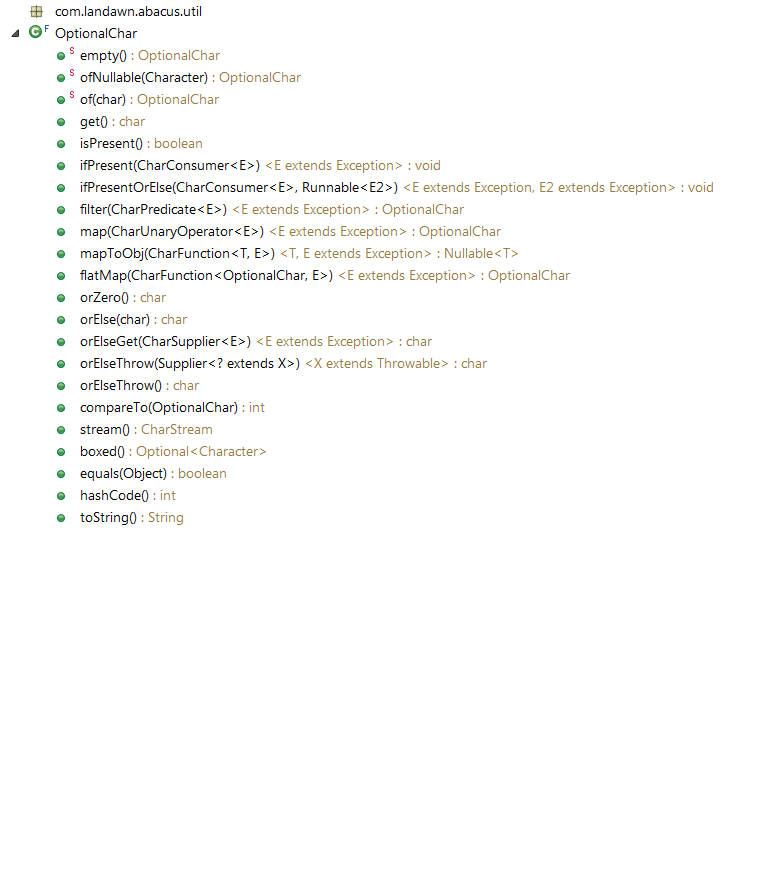 com.landawn.abacus.util
C F OptionalChar
S empty() : OptionalChar
S ofNullable(Character) : OptionalChar
S of(char) : OptionalChar
get() : char
isPresent() : boolean
ifPresent(CharConsumer<E>) <E extends Exception> : void
ifPresentOrElse(CharConsumer<E>, Runnable<E2>) <E extends Exception, E2 extends Exception> : void
filter(CharPredicate<E>) <E extends Exception> : OptionalChar
map(CharUnaryOperator<E>) <E extends Exception> : OptionalChar
mapToObj(CharFunction<T, E>) <T, E extends Exception> : Nullable<T>
flatMap(CharFunction<OptionalChar, E>) <E extends Exception> : OptionalChar
orZero() : char
orElse(char) : char
orElseGet(CharSupplier<E>) <E extends Exception> : char
orElseThrow(Supplier<? extends X>) <X extends Throwable> : char
orElseThrow() : char
compareTo(OptionalChar) : int
stream() : CharStream
boxed() : Optional<Character>
equals(Object) : boolean
hashCode() : int
toString() : String